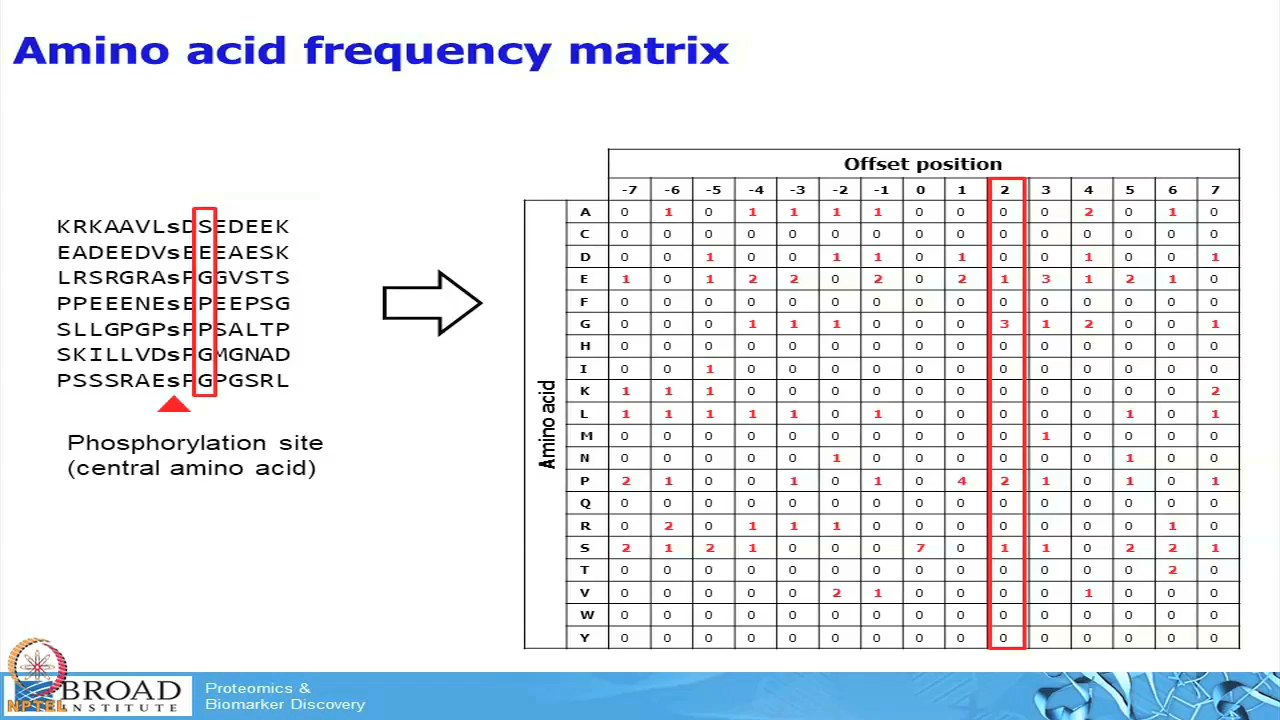 Amino acid frequency matrix
KRKAAVLsDSEDEEK
EADEEDVsEEEAESK
LRSRGRAsPGGVSTS
PPEEENEsEPEEPSG
SLLGPGPsPPSALTP
SKILLVDsPGMGNAD
PSSSRAEsPGPGSRL
Phosphorylation site
(central amino acid)
Offset position
-7 -6 -5 -4 -3 -2 -1 0 1 2 3 4 5 6 7
Amino acid
A 0 1 0 1 1 1 1 0 0 0 0 2 0 1 0
C 0 0 0 0 0 0 0 0 0 0 0 0 0 0 0
D 0 0 1 0 0 1 1 0 1 0 0 1 0 0 1
E 1 0 1 2 2 0 2 0 2 1 3 1 2 1 0
F 0 0 0 0 0 0 0 0 0 0 0 0 0 0 0
G 0 0 0 1 1 1 0 0 0 3 1 2 0 0 1
H 0 0 0 0 0 0 0 0 0 0 0 0 0 0 0
I 0 0 1 0 0 0 0 0 0 0 0 0 0 0 0
K 1 1 1 0 0 0 0 0 0 0 0 0 0 0 2
L 1 1 1 1 1 0 1 0 0 0 0 0 1 0 1
M 0 0 0 0 0 0 0 0 0 0 1 0 0 0 0
N 0 0 0 0 0 1 0 0 0 0 0 0 1 0 0
P 2 1 0 0 1 0 1 0 4 2 1 0 1 0 1
Q 0 0 0 0 0 0 0 0 0 0 0 0 0 0 0
R 0 2 0 1 1 1 0 0 0 0 0 0 0 1 0
S 2 1 2 1 0 0 0 7 0 1 1 0 2 2 1
T 0 0 0 0 0 0 0 0 0 0 0 0 0 2 0
V 0 0 0 0 0 2 1 0 0 0 0 1 0 0 0
W 0 0 0 0 0 0 0 0 0 0 0 0 0 0 0
Y 0 0 0 0 0 0 0 0 0 0 0 0 0 0 0
BROAD
INSTITUTE
NPTEL
Proteomics &
Biomarker Discovery